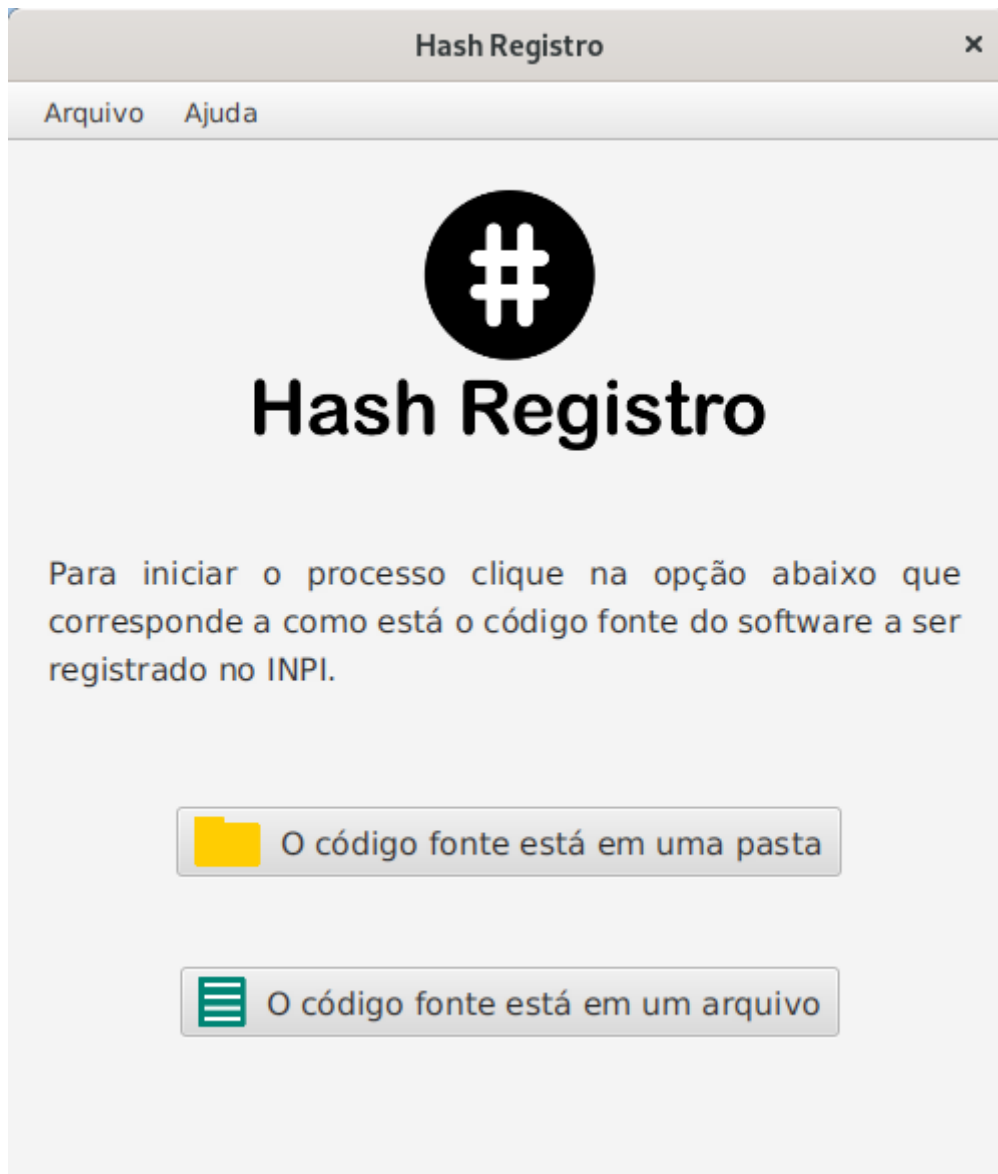 Hash Registro
Arquivo Ajuda
#
Hash Registro
Para iniciar o processo clique na opção abaixo que
corresponde a como está o código fonte do software a ser
registrado no INPI.
O código fonte está em uma pasta
O código fonte está em um arquivo